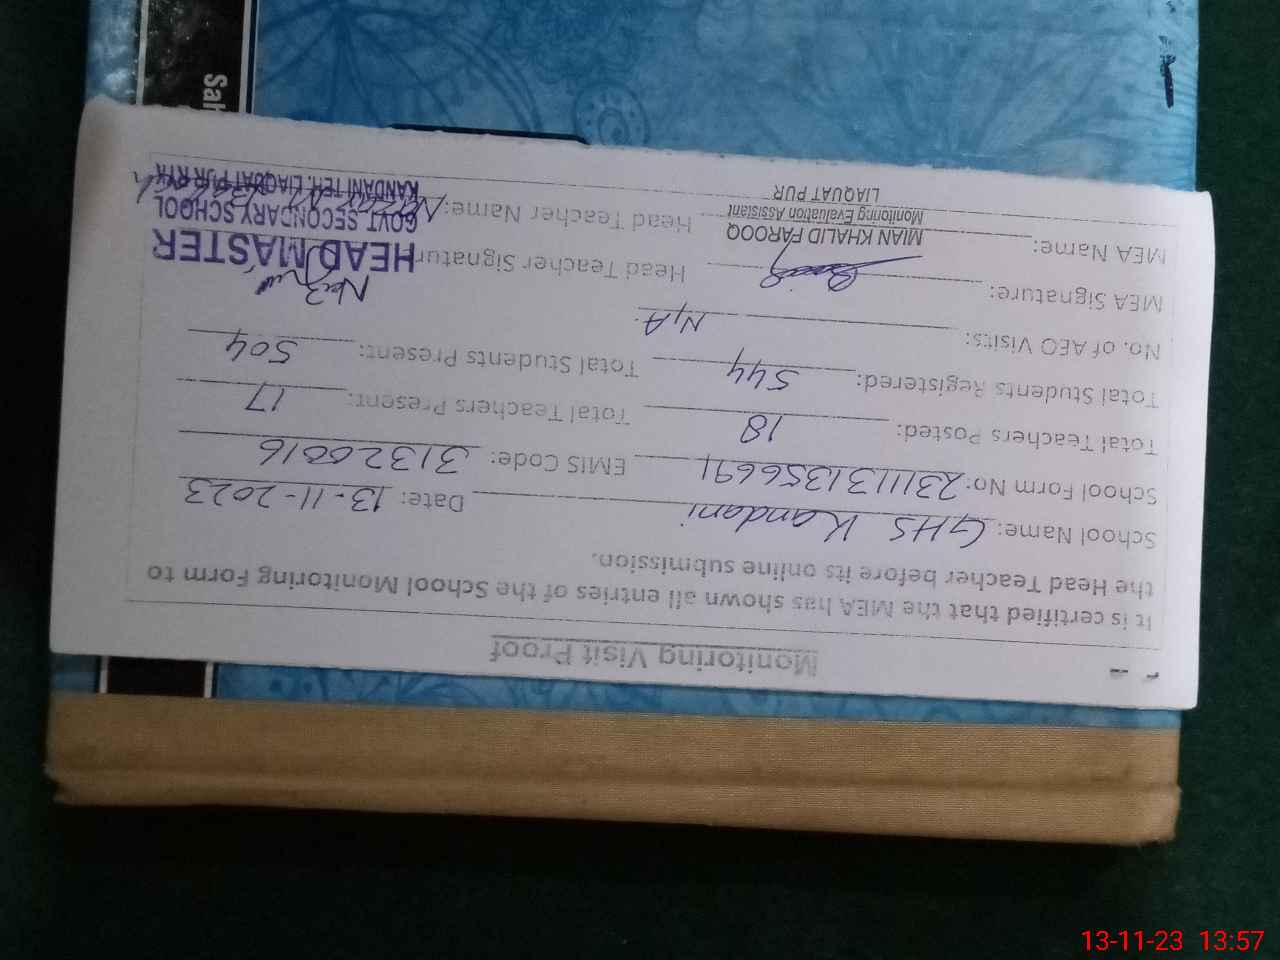 Monitoring Visit Proof
It is certified that the MEA has shown all entries of the School Monitoring Form to
the Head Teacher before its online submission.
School Name: GHS Kandani Date: 13-11-2023
School Form No: 2311131356691 EMIS Code: 31320016
Total Teachers Posted: 18 Total Teachers Present: 17
Total Students Registered: 544 Total Students Present: 504
No. of AEO Visits: N/A
MEA Signature: Head Teacher Signature
HEAD MASTER
MEA Name: MIAN KHALID FAROOQ Head Teacher Name:
Monitoring Evaluation Assistant
LIAQUAT PUR
GOVT. SECONDARY SCHOOL
KANDANI TEH. LIAQUAT PUR RYK
Sah
13-11-23 13:57